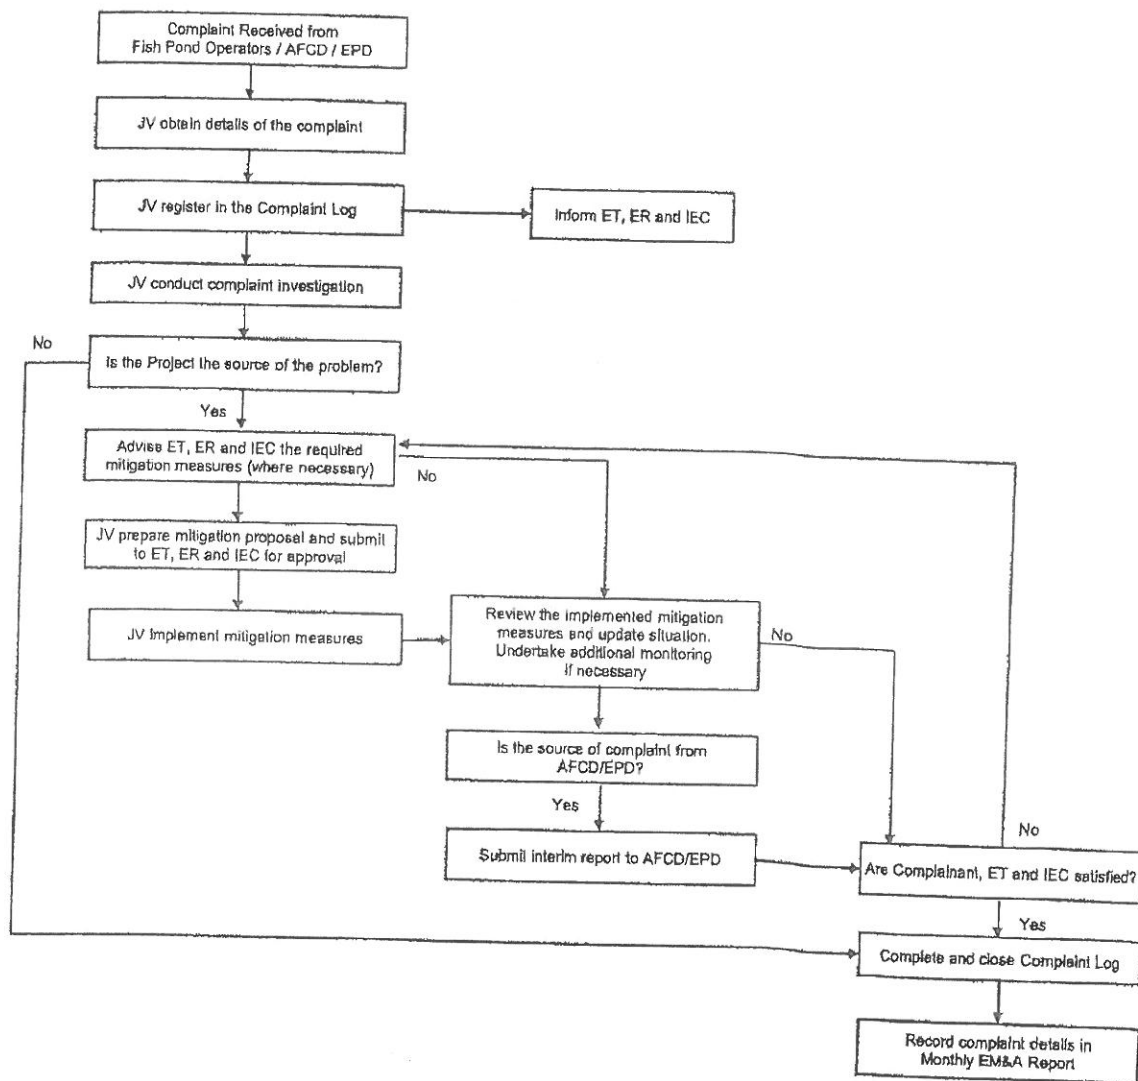 Complaint Received from
Fish Pond Operators / AFCD / EPD
JV obtain details of the complaint
JV register in the Complaint Log
Inform ET, ER and IEC
JV conduct complaint investigation
No
Is the Project the source of the problem?
Yes
Advise ET, ER and IEC the required
mitigation measures (where necessary)
No
JV prepare mitigation proposal and submit
to ET, ER and IEC for approval
JV Implement mitigation measures
Review the implemented mitigation
measures and update situation.
Undertake additional monitoring
if necessary
No
Is the source of complaint from
AFCD/EPD?
Yes
Submit interim report to AFCD/EPD
No
Are Complainant, ET and IEC satisfied?
Yes
Complete and close Complaint Log
Record complaint details in
Monthly EM&A Report